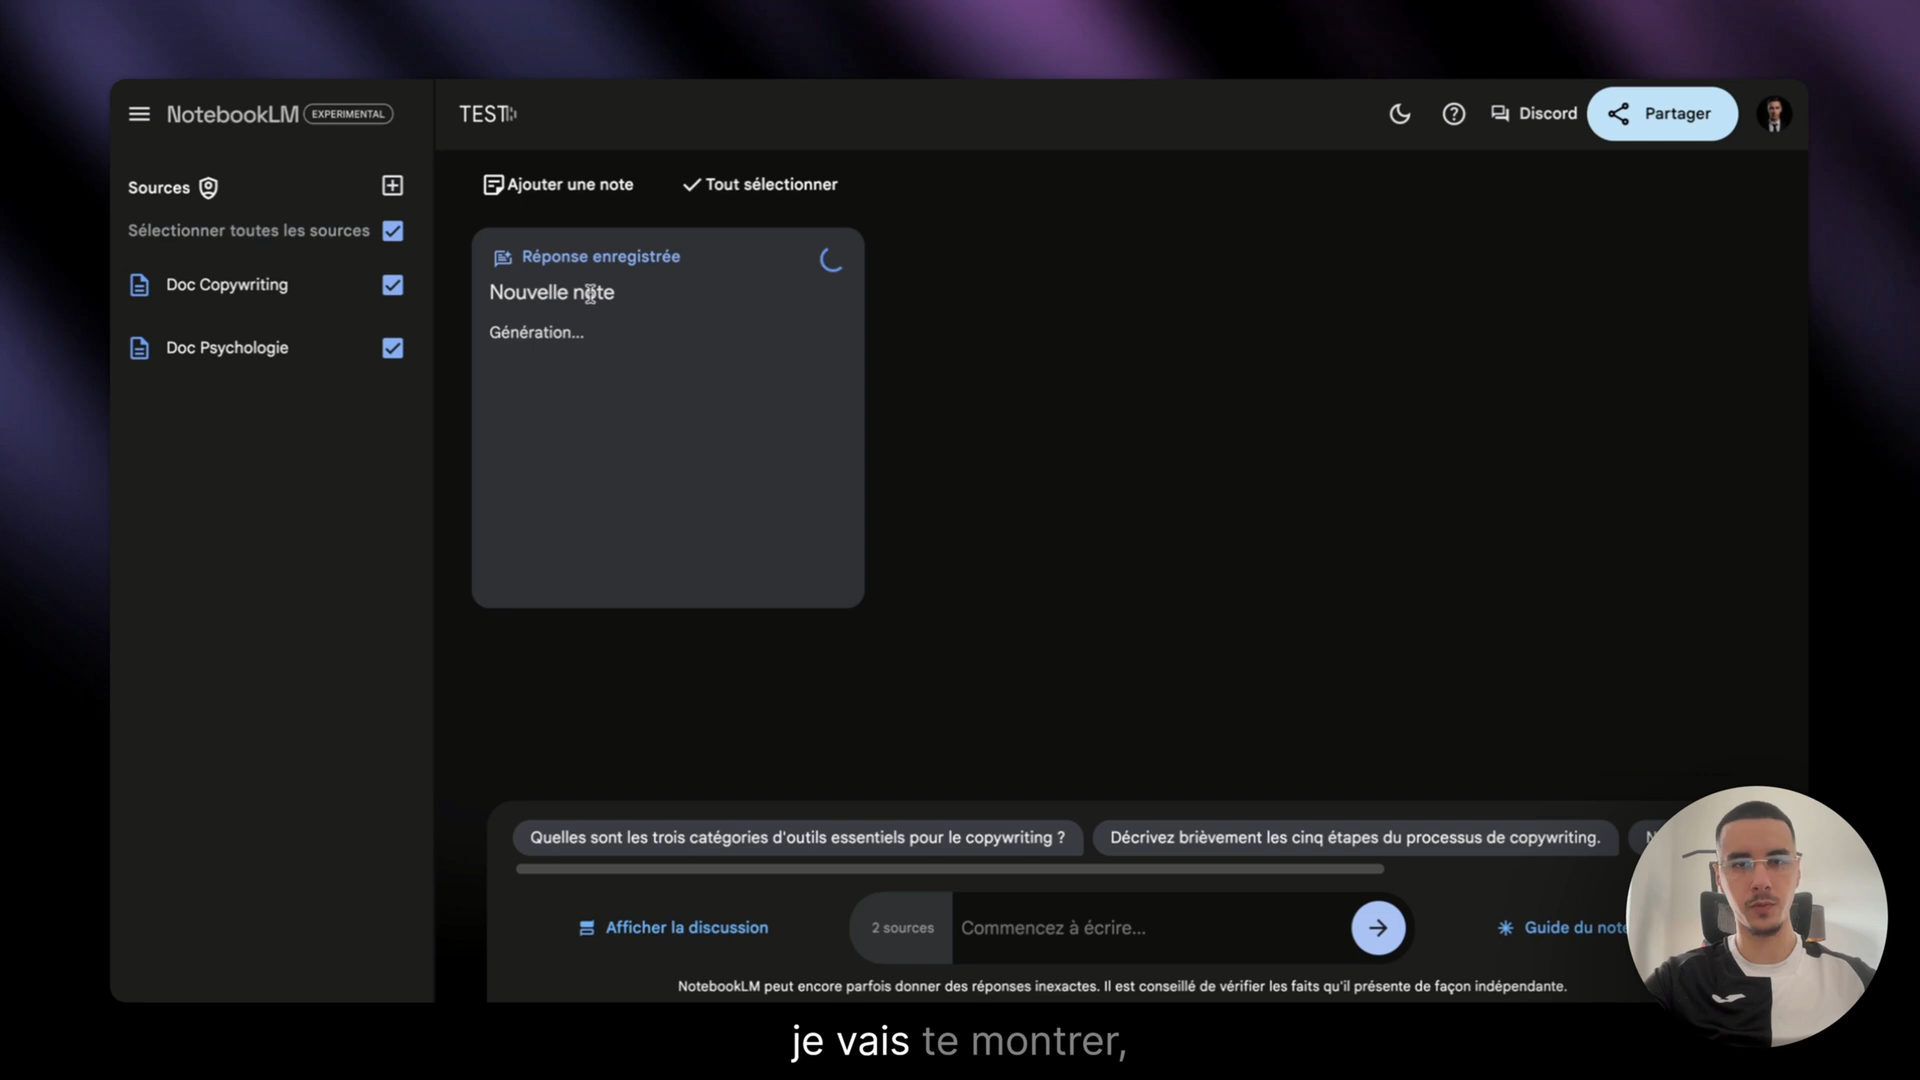 NotebookLM EXPERIMENTAL
TEST
Discord
Partager
Sources
Sélectionner toutes les sources
Doc Copywriting
Doc Psychologie
Ajouter une note
Tout sélectionner
Réponse enregistrée
Nouvelle note
Génération...
Quelles sont les trois catégories d'outils essentiels pour le copywriting ?
Décrivez brièvement les cinq étapes du processus de copywriting.
Afficher la discussion
2 sources
Commencez à écrire...
Guide du note
NotebookLM peut encore parfois donner des réponses inexactes. Il est conseillé de vérifier les faits qu'il présente de façon indépendante.
je vais te montrer,